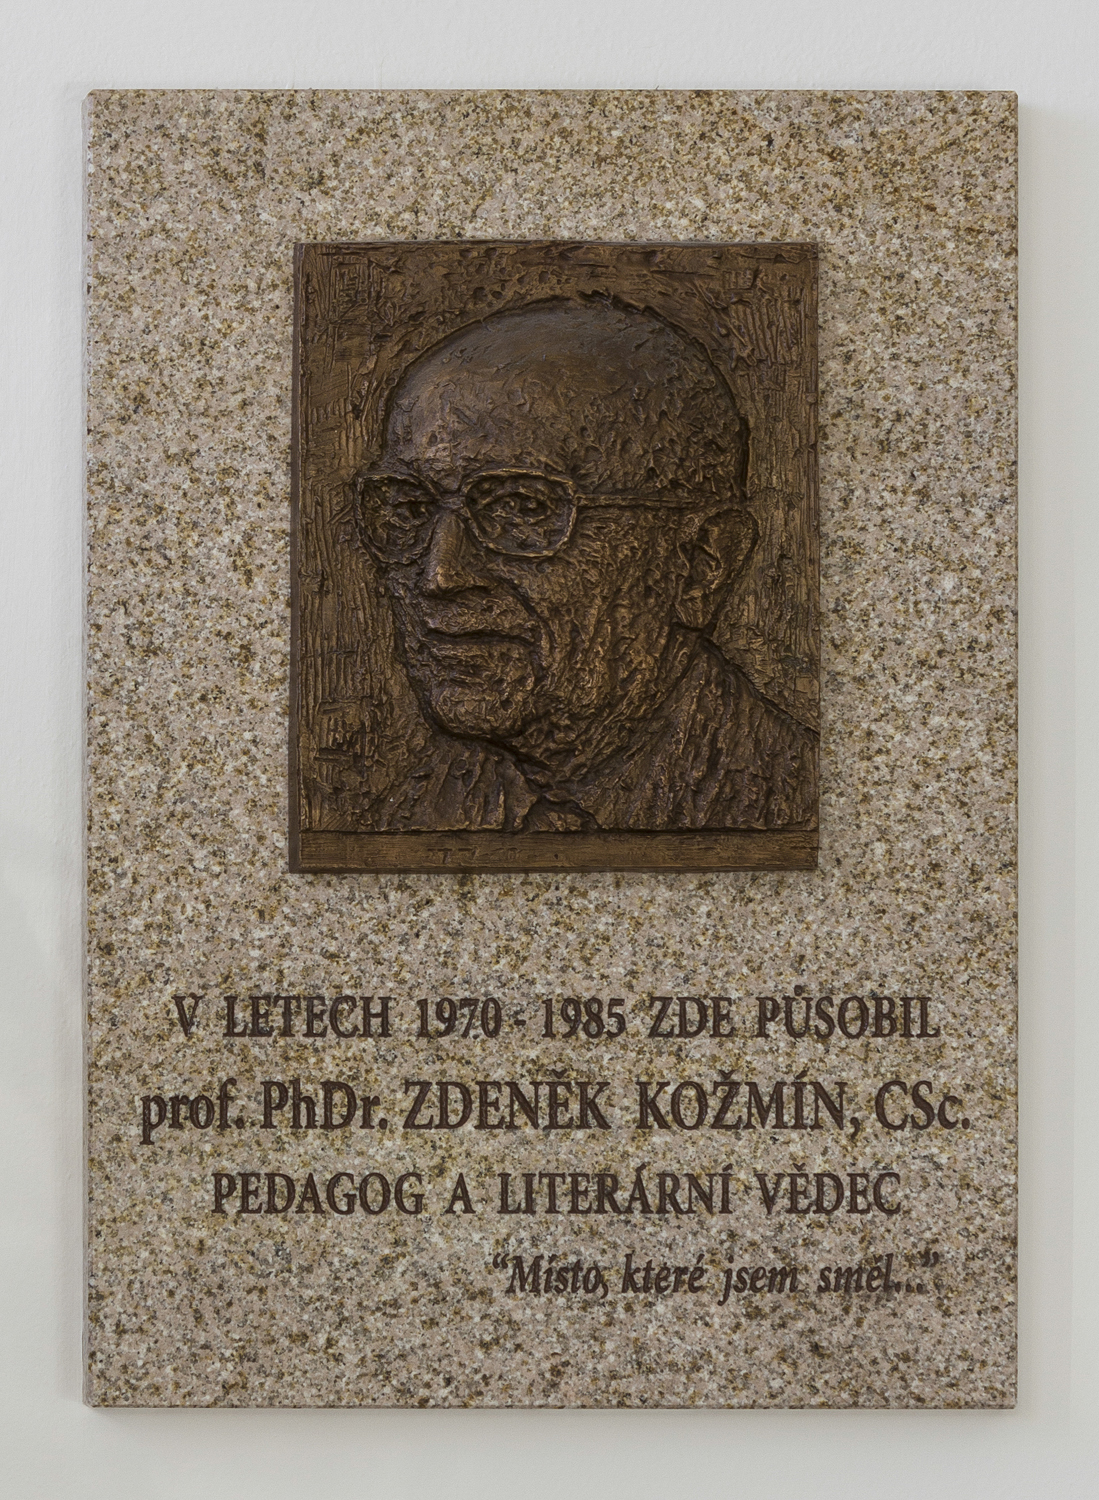 V LETECH 1970 - 1985 ZDE PŮSOBIL
prof. PhDr. ZDENĚK KOŽMÍN, CSc.
PEDAGOG A LITERÁRNÍ VĚDEC
“Místo, které jsem směl...”